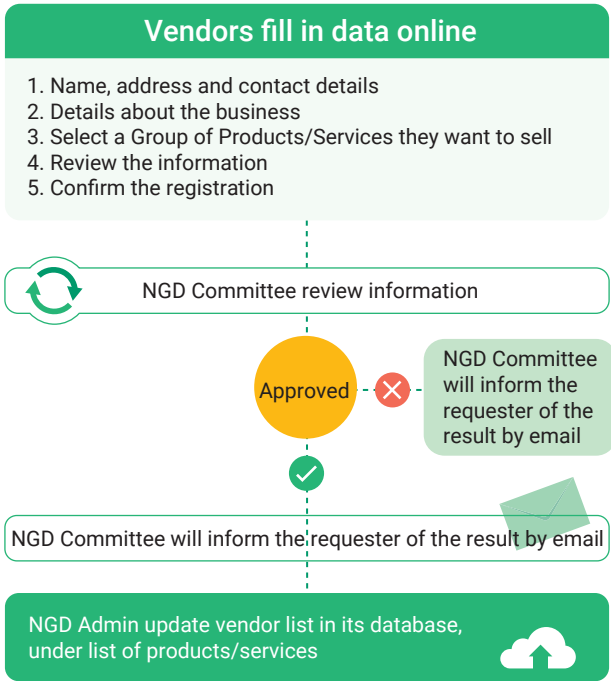 Vendors fill in data online
1. Name, address and contact details
2. Details about the business
3. Select a Group of Products/Services they want to sell
4. Review the information
5. Confirm the registration
NGD Committee review information
Approved
NGD Committee
will inform the
requester of the
result by email
NGD Committee will inform the requester of the result by email
NGD Admin update vendor list in its database,
under list of products/services